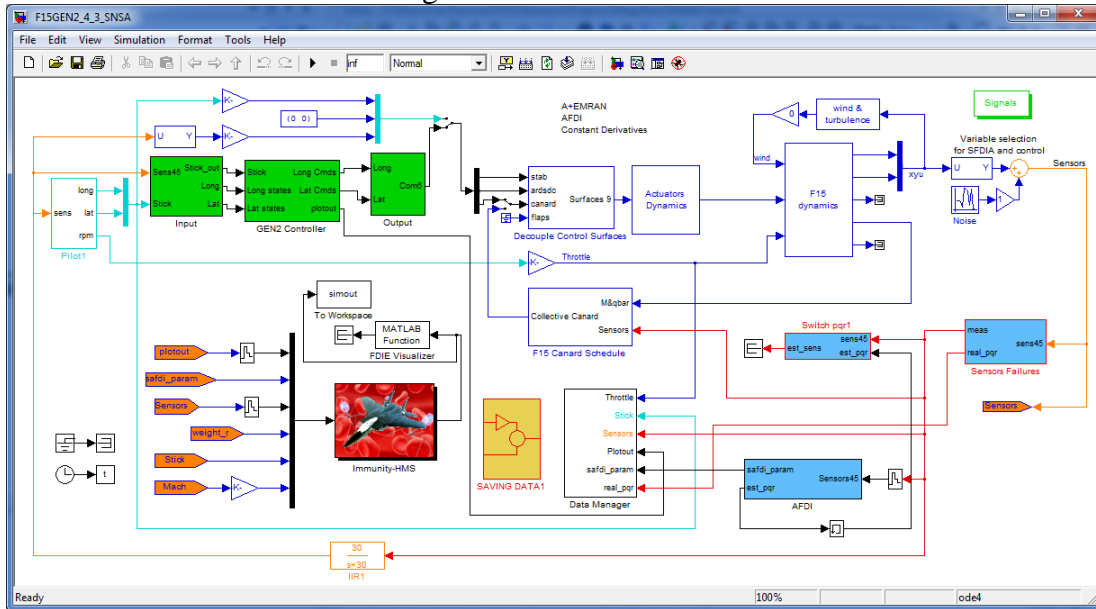 F15GEN2_4_3_SNSA
File Edit View Simulation Format Tools Help
inf
Normal
K-
(0 0)
U Y
K-
A+EMRAN
AFDI
Constant Derivatives
0
wind &
turbulence
Signals
Variable selection
for SFDIA and control
Sens45
Stick
Stick_out
Long
Lat
Input
Stick
Long states
Lat states
Long Cmds
Lat Cmds
plotout
GEN2 Controller
Long
Lat
Com6
Output
sens
long
lat
rpm
Pilot1
stab
ardsdc
canard
flaps
Surfaces 9
Decouple Control Surfaces
Actuators
Dynamics
wind
F15
dynamics
xyu
U Y
Sensors
Noise
1
K-
Throttle
M&qbar
Collective Canard
Sensors
F15 Canard Schedule
simout
To Workspace
MATLAB
Function
FDIE Visualizer
Switch pqr1
est_sens
sens45
est_pqr
meas
real_pqr
sens45
Sensors Failures
Sensors
plotout
safdi_param
Sensors
weight_r
Stick
Mach
K-
t
Immunity-HMS
SAVING DATA1
Throttle
Stick
Sensors
Plotout
safdi_param
real_pqr
Data Manager
safdi_param
est_pqr
Sensors45
AFDI
30
s+30
IIR1
Ready
100%
ode4